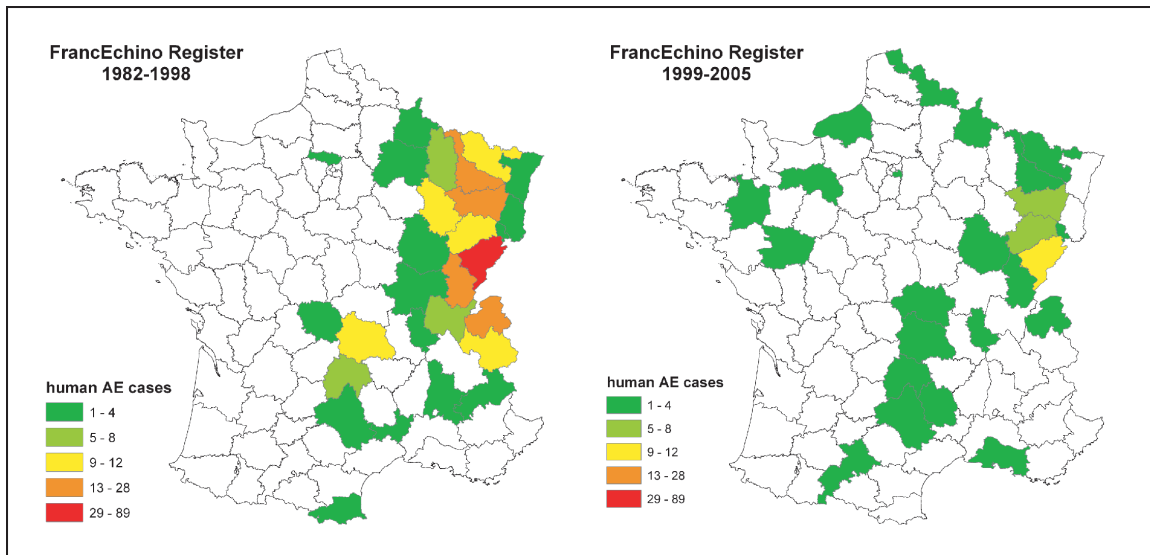 FrancEchino Register
1982-1998
human AE cases
1 - 4
5 - 8
9 - 12
13 - 28
29 - 89
FrancEchino Register
1999-2005
human AE cases
1 - 4
5 - 8
9 - 12
13 - 28
29 - 89